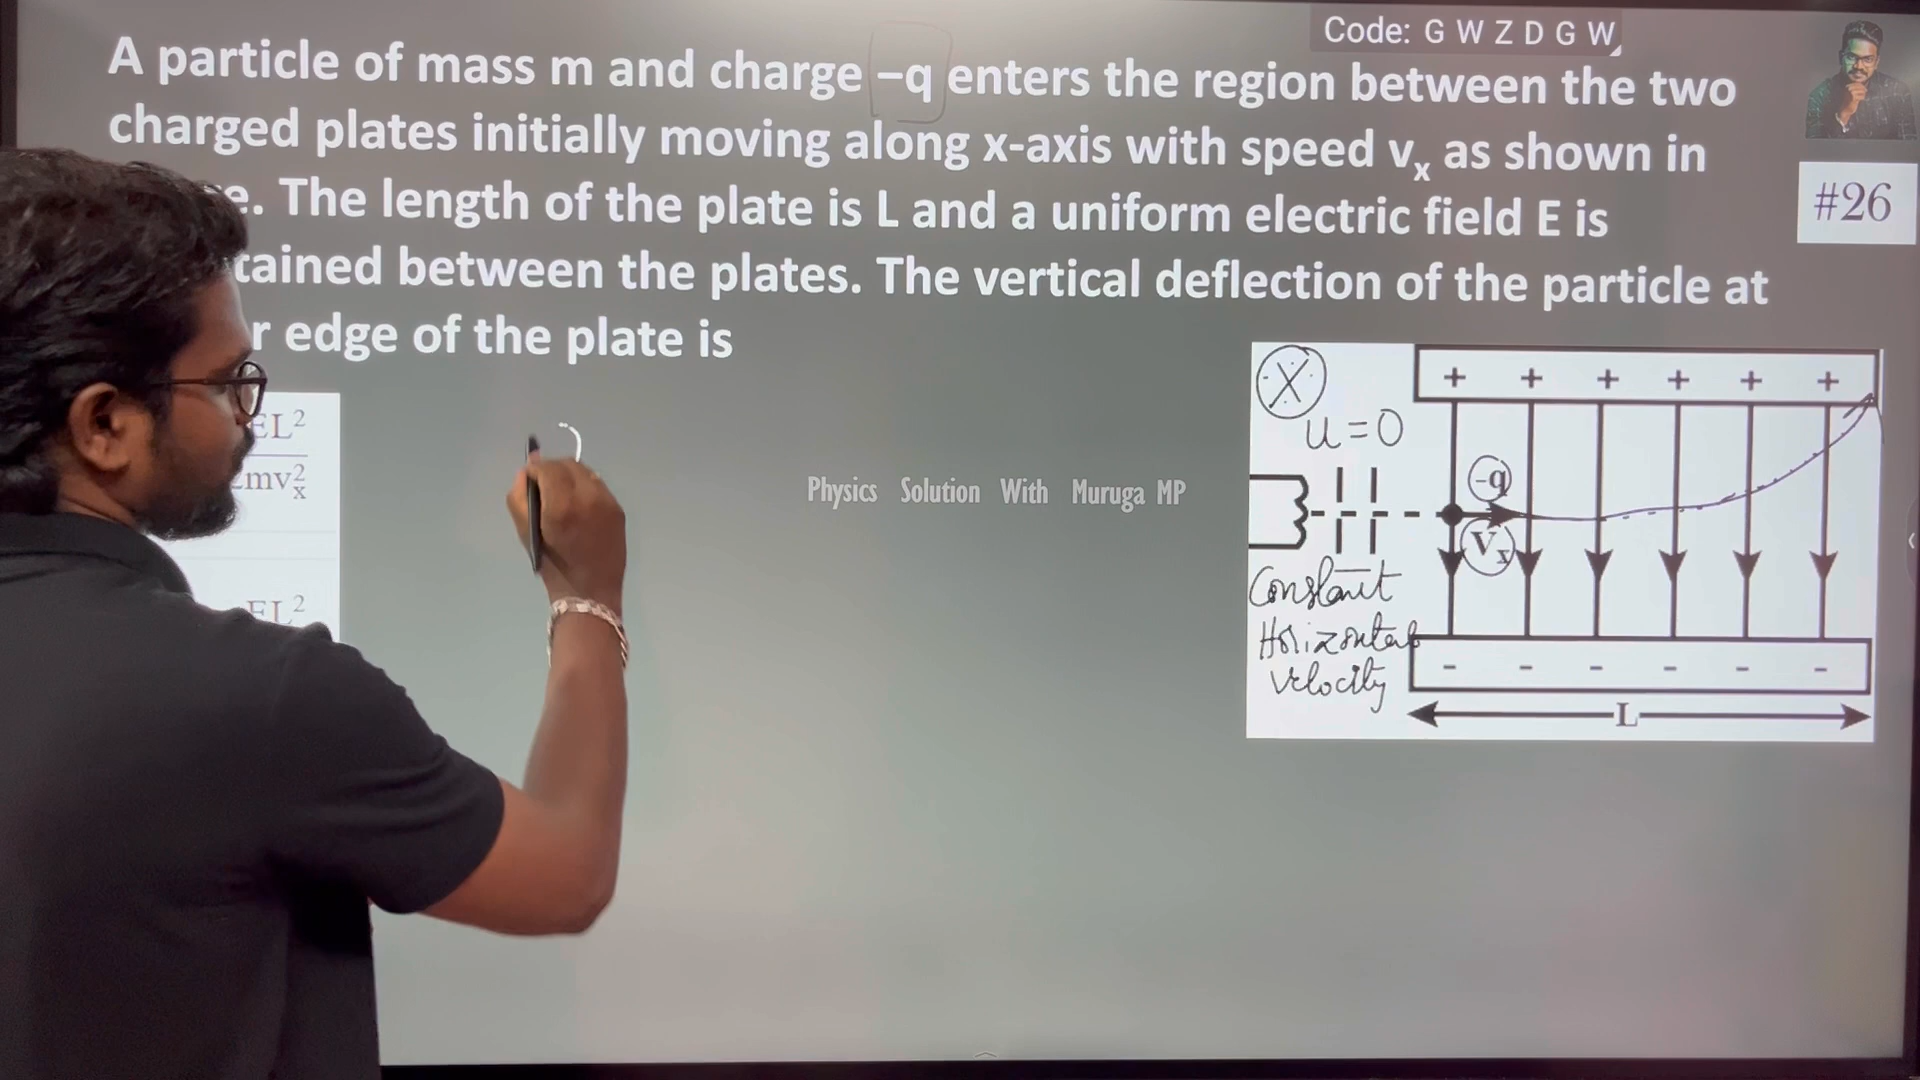 Code: G W Z D G W
A particle of mass m and charge –q enters the region between the two
charged plates initially moving along x-axis with speed vₓ as shown in
e. The length of the plate is L and a uniform electric field E is
tained between the plates. The vertical deflection of the particle at
r edge of the plate is
#26
EL²
2mvₓ²
EL²
Physics Solution With Muruga MP
X
u=0
+ + + + + +
-q
Vₓ
Constant
Horizontal
Velocity
- - - - - -
L